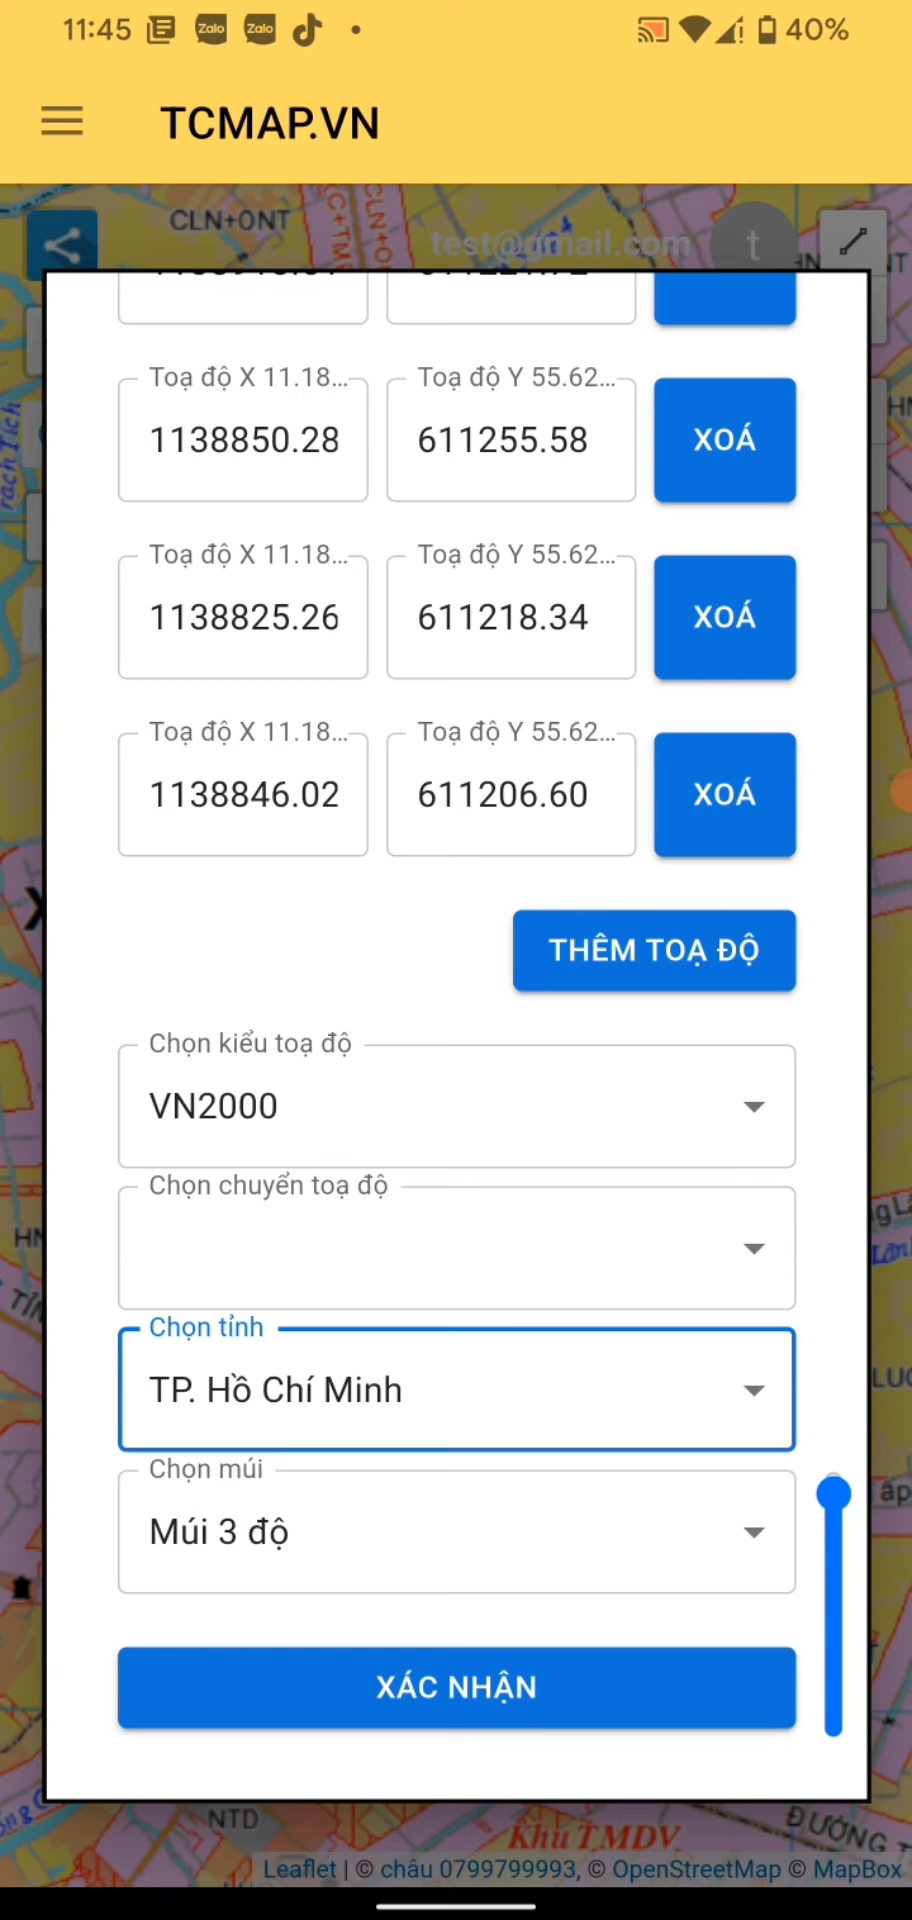 11:45 Zalo Zalo 40%
TCMAP.VN
CLN+ONT
test@gmail.com t
Toạ độ X 11.18... Toạ độ Y 55.62...
1138850.28 611255.58 XOÁ
Toạ độ X 11.18... Toạ độ Y 55.62...
1138825.26 611218.34 XOÁ
Toạ độ X 11.18... Toạ độ Y 55.62...
1138846.02 611206.60 XOÁ
THÊM TOẠ ĐỘ
Chọn kiểu toạ độ
VN2000
Chọn chuyển toạ độ
Chọn tỉnh
TP. Hồ Chí Minh
Chọn múi
Múi 3 độ
ấp
XÁC NHẬN
NTD
Khu TMDV
ĐƯỜNG
Leaflet | © châu 0799799993, © OpenStreetMap © MapBox